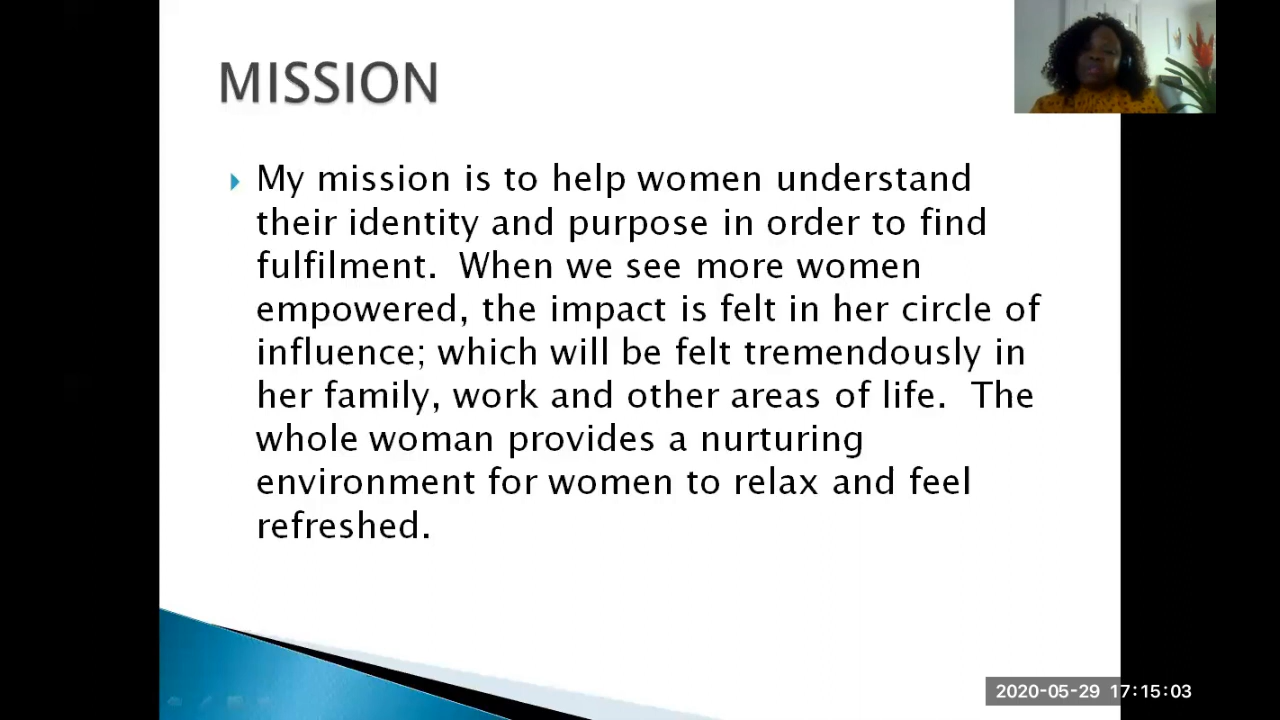 MISSION
My mission is to help women understand
their identity and purpose in order to find
fulfilment.  When we see more women
empowered, the impact is felt in her circle of
influence; which will be felt tremendously in
her family, work and other areas of life.  The
whole woman provides a nurturing
environment for women to relax and feel
refreshed.
2020-05-29 17:15:03